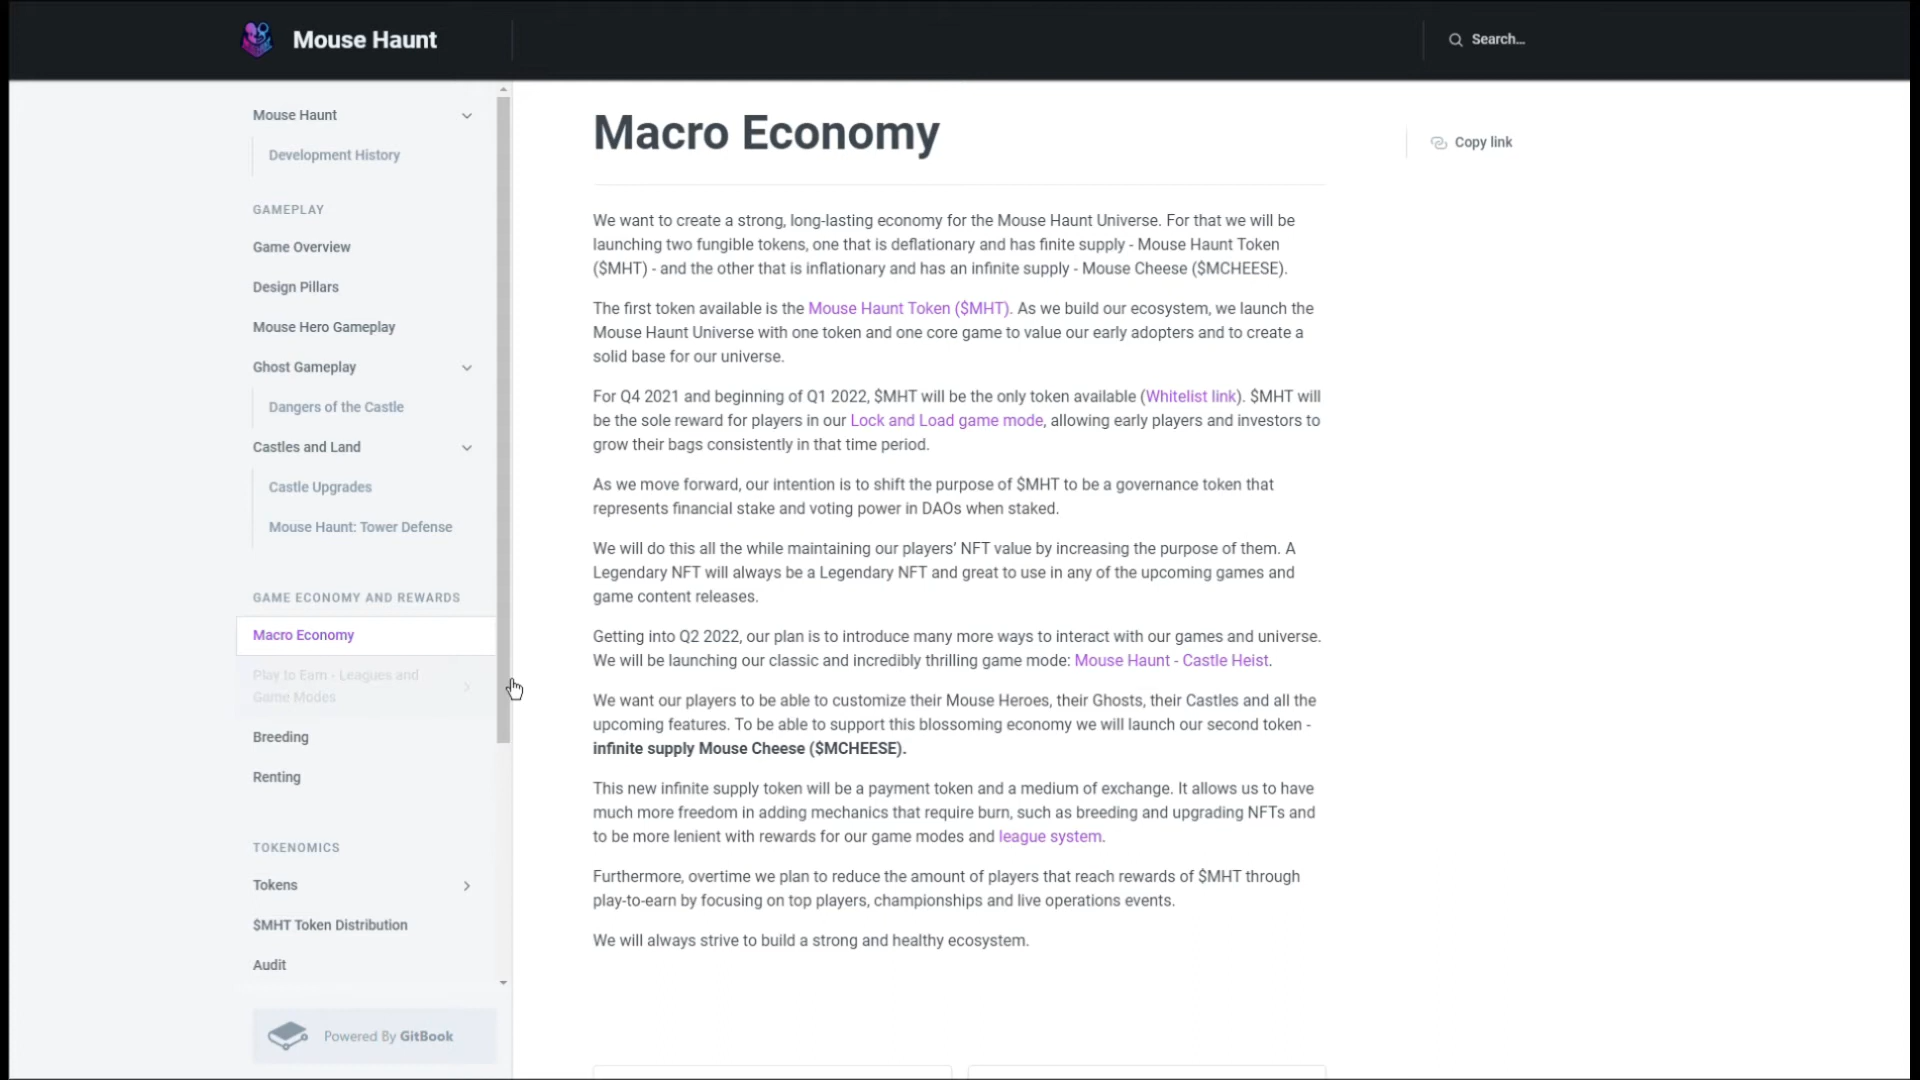 Mouse Haunt
Search...
Mouse Haunt
Development History
GAMEPLAY
Game Overview
Design Pillars
Mouse Hero Gameplay
Ghost Gameplay
Dangers of the Castle
Castles and Land
Castle Upgrades
Mouse Haunt: Tower Defense
GAME ECONOMY AND REWARDS
Macro Economy
Play to Earn - Leagues and
Game Modes
Breeding
Renting
TOKENOMICS
Tokens
$MHT Token Distribution
Audit
Powered By GitBook
Macro Economy
Copy link
We want to create a strong, long-lasting economy for the Mouse Haunt Universe. For that we will be
launching two fungible tokens, one that is deflationary and has finite supply - Mouse Haunt Token
($MHT) - and the other that is inflationary and has an infinite supply - Mouse Cheese ($MCHEESE).
The first token available is the Mouse Haunt Token ($MHT). As we build our ecosystem, we launch the
Mouse Haunt Universe with one token and one core game to value our early adopters and to create a
solid base for our universe.
For Q4 2021 and beginning of Q1 2022, $MHT will be the only token available (Whitelist link). $MHT will
be the sole reward for players in our Lock and Load game mode, allowing early players and investors to
grow their bags consistently in that time period.
As we move forward, our intention is to shift the purpose of $MHT to be a governance token that
represents financial stake and voting power in DAOs when staked.
We will do this all the while maintaining our players’ NFT value by increasing the purpose of them. A
Legendary NFT will always be a Legendary NFT and great to use in any of the upcoming games and
game content releases.
Getting into Q2 2022, our plan is to introduce many more ways to interact with our games and universe.
We will be launching our classic and incredibly thrilling game mode: Mouse Haunt - Castle Heist.
We want our players to be able to customize their Mouse Heroes, their Ghosts, their Castles and all the
upcoming features. To be able to support this blossoming economy we will launch our second token -
infinite supply Mouse Cheese ($MCHEESE).
This new infinite supply token will be a payment token and a medium of exchange. It allows us to have
much more freedom in adding mechanics that require burn, such as breeding and upgrading NFTs and
to be more lenient with rewards for our game modes and league system.
Furthermore, overtime we plan to reduce the amount of players that reach rewards of $MHT through
play-to-earn by focusing on top players, championships and live operations events.
We will always strive to build a strong and healthy ecosystem.